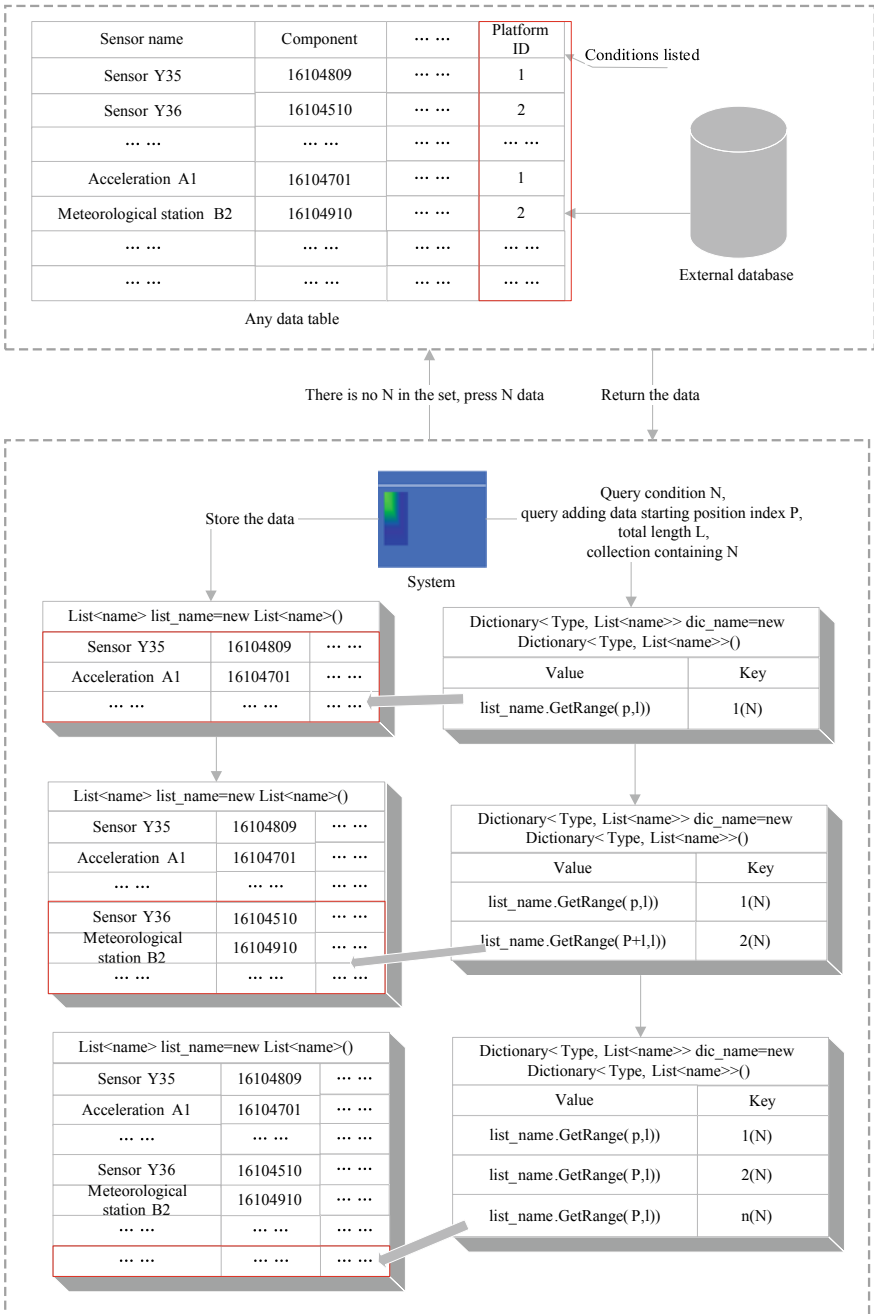 Sensor name Component … … Platform ID
Conditions listed
Sensor Y35 16104809 … … 1
Sensor Y36 16104510 … … 2
… … … … … … … …
Acceleration A1 16104701 … … 1
Meteorological station B2 16104910 … … 2
… … … … … … … …
… … … … … … … …
External database
Any data table
There is no N in the set, press N data
Return the data
Store the data
System
Query condition N,
query adding data starting position index P,
total length L,
collection containing N
List<name> list_name=new List<name>()
Sensor Y35 16104809 … …
Acceleration A1 16104701 … …
… … … … … …
Dictionary< Type, List<name>> dic_name=new
Dictionary< Type, List<name>>()
Value Key
list_name.GetRange( p,l)) 1(N)
List<name> list_name=new List<name>()
Sensor Y35 16104809 … …
Acceleration A1 16104701 … …
… … … … … …
Sensor Y36 16104510 … …
Meteorological
station B2 16104910 … …
… … … … … …
Dictionary< Type, List<name>> dic_name=new
Dictionary< Type, List<name>>()
Value Key
list_name.GetRange( p,l)) 1(N)
list_name.GetRange( P+l,l)) 2(N)
List<name> list_name=new List<name>()
Sensor Y35 16104809 … …
Acceleration A1 16104701 … …
… … … … … …
Sensor Y36 16104510 … …
Meteorological
station B2 16104910 … …
… … … … … …
… … … … … …
Dictionary< Type, List<name>> dic_name=new
Dictionary< Type, List<name>>()
Value Key
list_name.GetRange( p,l)) 1(N)
list_name.GetRange( P,l)) 2(N)
list_name.GetRange( P,l)) n(N)